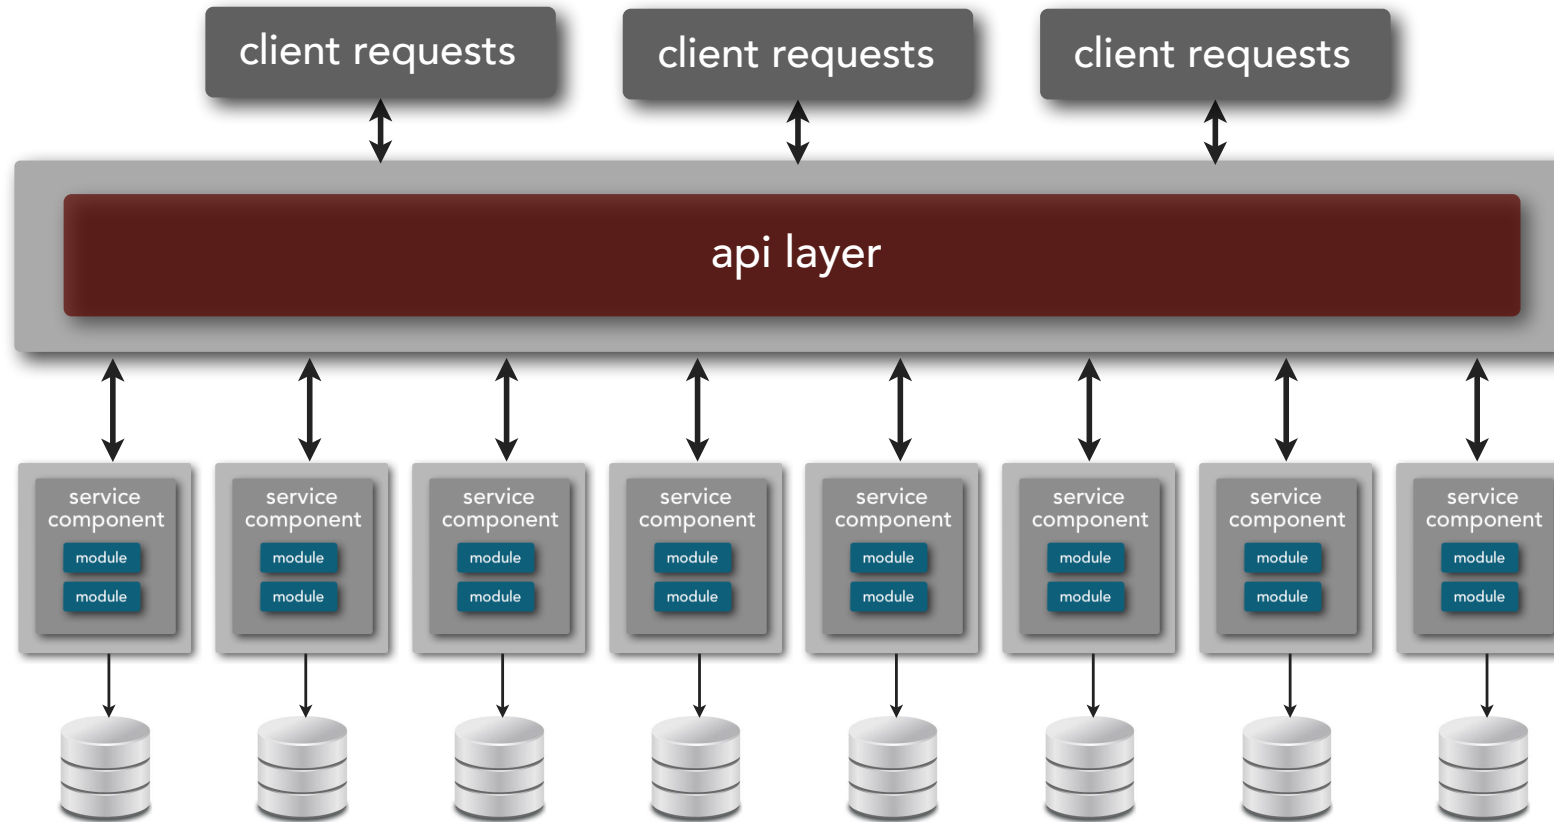 client requests
client requests
client requests
api layer
service
component
module
module
service
component
module
module
service
component
module
module
service
component
module
module
service
component
module
module
service
component
module
module
service
component
module
module
service
component
module
module